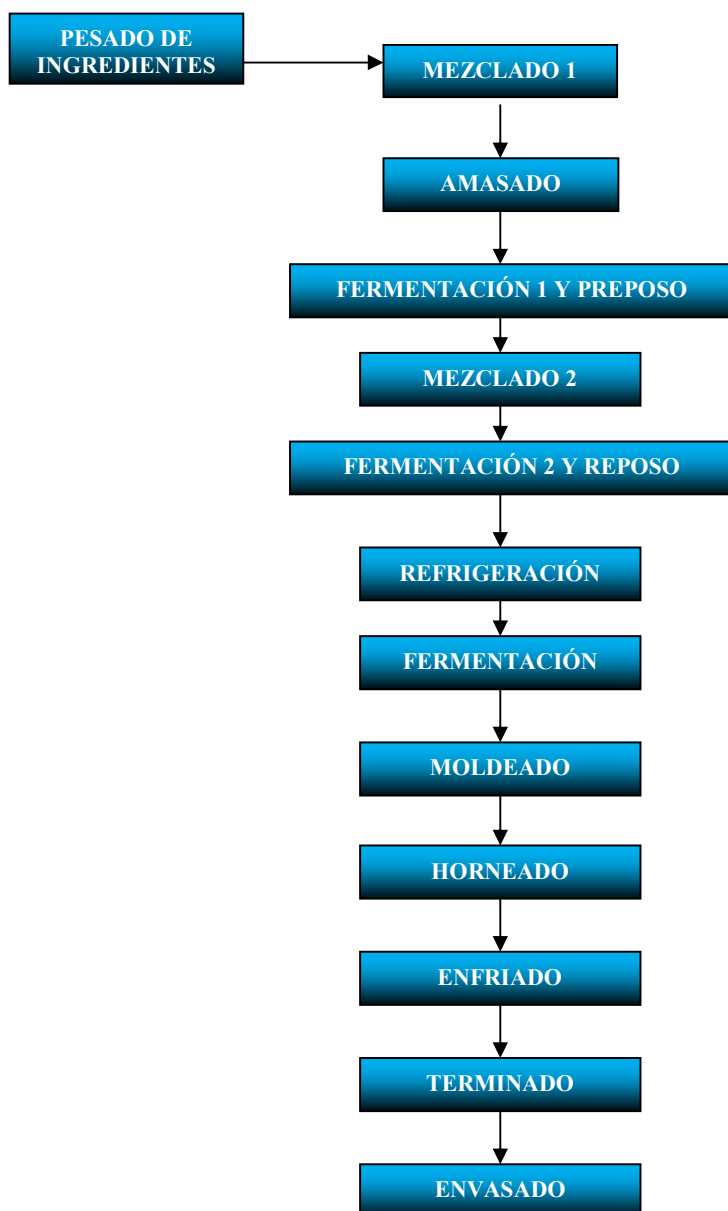 PESADO DE
INGREDIENTES
MEZCLADO 1
AMASADO
FERMENTACIÓN 1 Y PREPOSO
MEZCLADO 2
FERMENTACIÓN 2 Y REPOSO
REFRIGERACIÓN
FERMENTACIÓN
MOLDEADO
HORNEADO
ENFRIADO
TERMINADO
ENVASADO